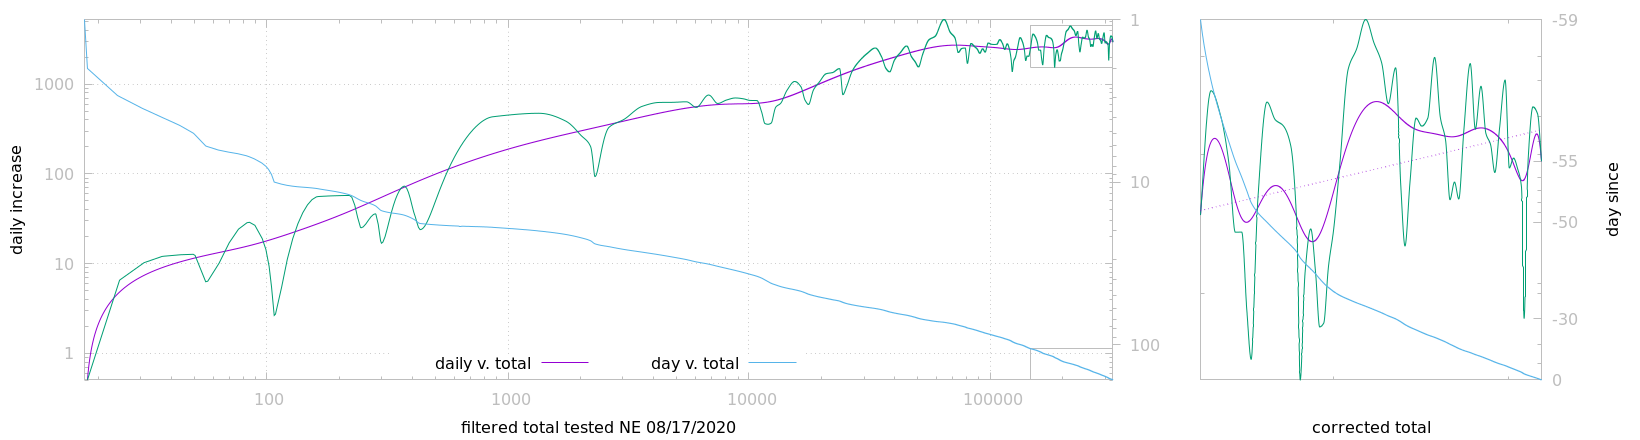 daily increase
1000
100
10
1
100
1000
10000
100000
filtered total tested NE 08/17/2020
daily v. total
day v. total
1
10
100
-59
-55
-50
-30
0
day since
corrected total